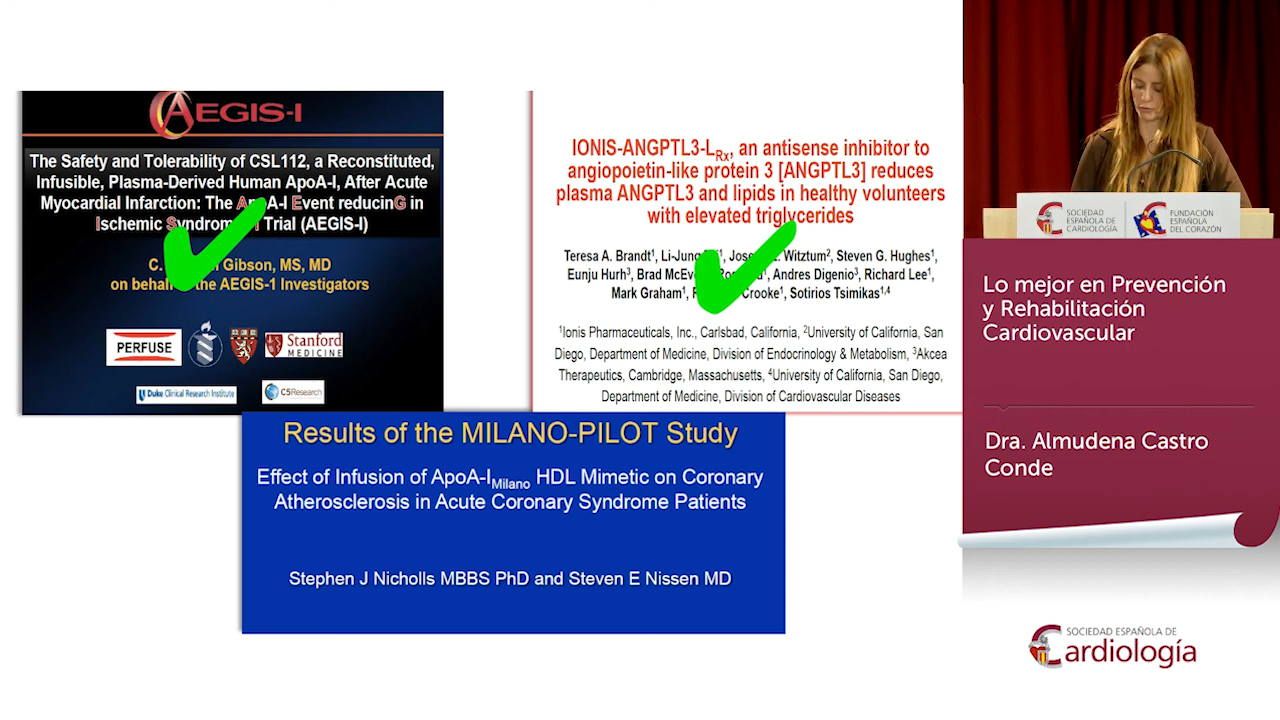 AEGIS-I
The Safety and Tolerability of CSL112, a Reconstituted,
Infusible, Plasma-Derived Human ApoA-I, After Acute
Myocardial Infarction: The ApoA-I Event reducinG in
Ischemic Syndromes I Trial (AEGIS-I)
C. Gibson, MS, MD
on behalf of the AEGIS-1 Investigators
PERFUSE
Stanford
MEDICINE
Duke Clinical Research Institute
C5Research
IONIS-ANGPTL3-LRx, an antisense inhibitor to
angiopoietin-like protein 3 [ANGPTL3] reduces
plasma ANGPTL3 and lipids in healthy volunteers
with elevated triglycerides
Teresa A. Brandt¹, Li-Jung Witztum², Steven G. Hughes¹,
Eunju Hurh³, Brad Andres Digenio³, Richard Lee¹,
Mark Graham¹, Crooke¹, Sotirios Tsimikas¹,⁴
¹Ionis Pharmaceuticals, Inc., Carlsbad, California, ²University of California, San
Diego, Department of Medicine, Division of Endocrinology & Metabolism, ³Akcea
Therapeutics, Cambridge, Massachusetts, ⁴University of California, San Diego,
Department of Medicine, Division of Cardiovascular Diseases
Results of the MILANO-PILOT Study
Effect of Infusion of ApoA-IMilano HDL Mimetic on Coronary
Atherosclerosis in Acute Coronary Syndrome Patients
Stephen J Nicholls MBBS PhD and Steven E Nissen MD
SOCIEDAD
ESPAÑOLA DE
CARDIOLOGÍA
FUNDACIÓN
ESPAÑOLA
DEL CORAZÓN
Lo mejor en Prevención
y Rehabilitación
Cardiovascular
Dra. Almudena Castro
Conde
SOCIEDAD ESPAÑOLA DE
Cardiología